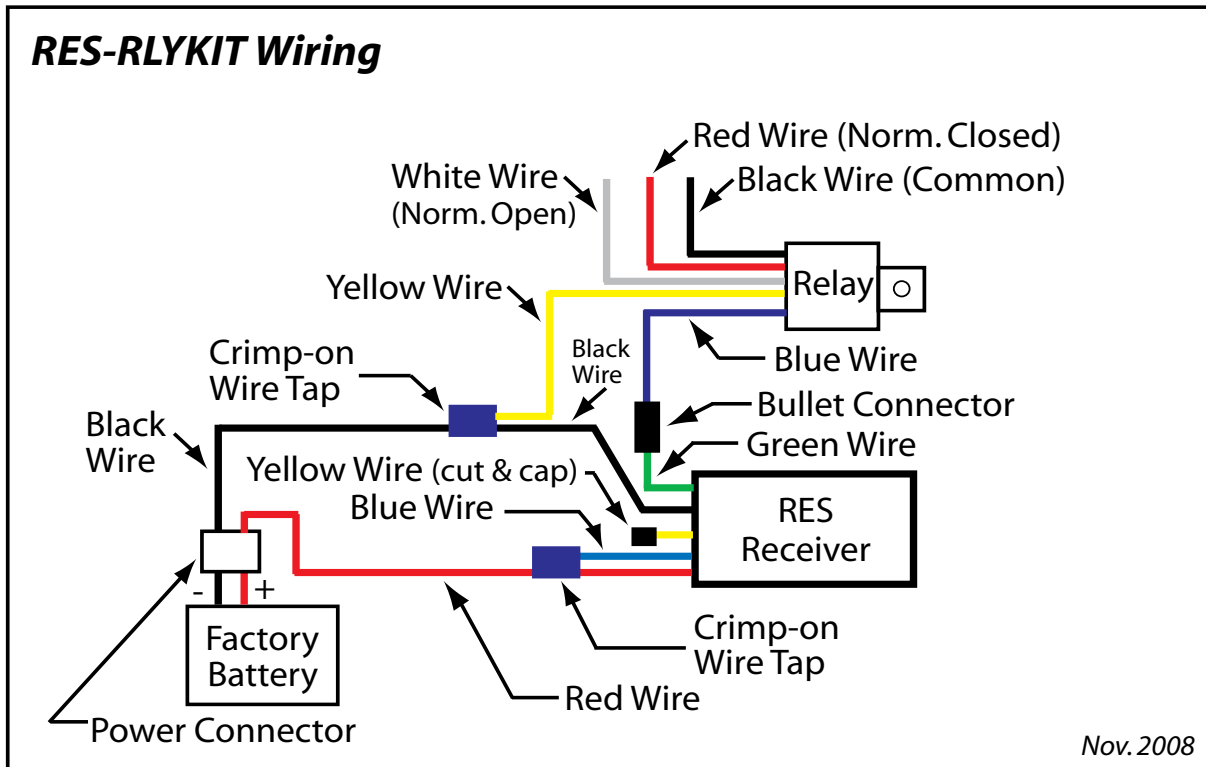 RES-RLYKIT Wiring
Red Wire (Norm. Closed)
White Wire
(Norm. Open)
Black Wire (Common)
Relay
Yellow Wire
Blue Wire
Crimp-on
Wire Tap
Black
Wire
Bullet Connector
Black
Wire
Green Wire
Yellow Wire (cut & cap)
Blue Wire
RES
Receiver
- +
Factory
Battery
Crimp-on
Wire Tap
Red Wire
Power Connector
Nov. 2008